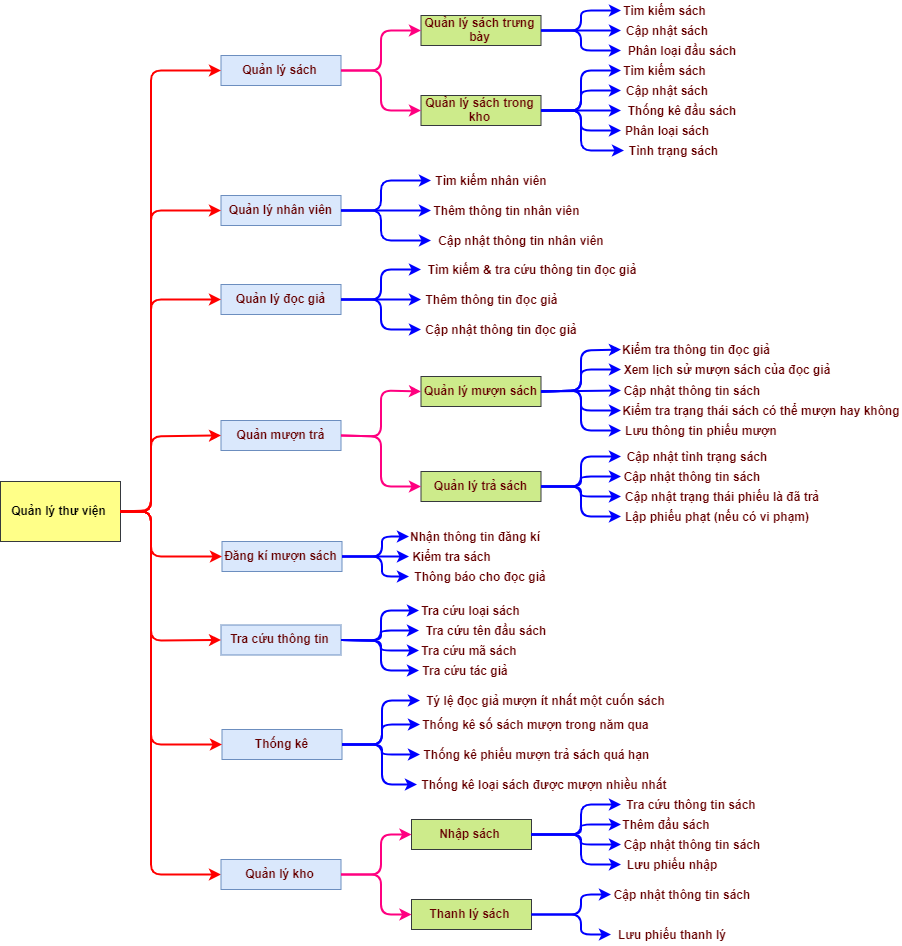 Quản lý thư viện
Quản lý sách
Quản lý sách trưng
bày
Tìm kiếm sách
Cập nhật sách
Phân loại đầu sách
Quản lý sách trong
kho
Tìm kiếm sách
Cập nhật sách
Thống kê đầu sách
Phân loại sách
Tình trạng sách
Quản lý nhân viên
Tìm kiếm nhân viên
Thêm thông tin nhân viên
Cập nhật thông tin nhân viên
Quản lý đọc giả
Tìm kiếm & tra cứu thông tin đọc giả
Thêm thông tin đọc giả
Cập nhật thông tin đọc giả
Quản mượn trả
Quản lý mượn sách
Kiểm tra thông tin đọc giả
Xem lịch sử mượn sách của đọc giả
Cập nhật thông tin sách
Kiểm tra trạng thái sách có thể mượn hay không
Lưu thông tin phiếu mượn
Quản lý trả sách
Cập nhật tình trạng sách
Cập nhật thông tin sách
Cập nhật trạng thái phiếu là đã trả
Lập phiếu phạt (nếu có vi phạm)
Đăng kí mượn sách
Nhận thông tin đăng kí
Kiểm tra sách
Thông báo cho đọc giả
Tra cứu thông tin
Tra cứu loại sách
Tra cứu tên đầu sách
Tra cứu mã sách
Tra cứu tác giả
Thống kê
Tỷ lệ đọc giả mượn ít nhất một cuốn sách
Thống kê số sách mượn trong năm qua
Thống kê phiếu mượn trả sách quá hạn
Thống kê loại sách được mượn nhiều nhất
Quản lý kho
Nhập sách
Tra cứu thông tin sách
Thêm đầu sách
Cập nhật thông tin sách
Lưu phiếu nhập
Thanh lý sách
Cập nhật thông tin sách
Lưu phiếu thanh lý